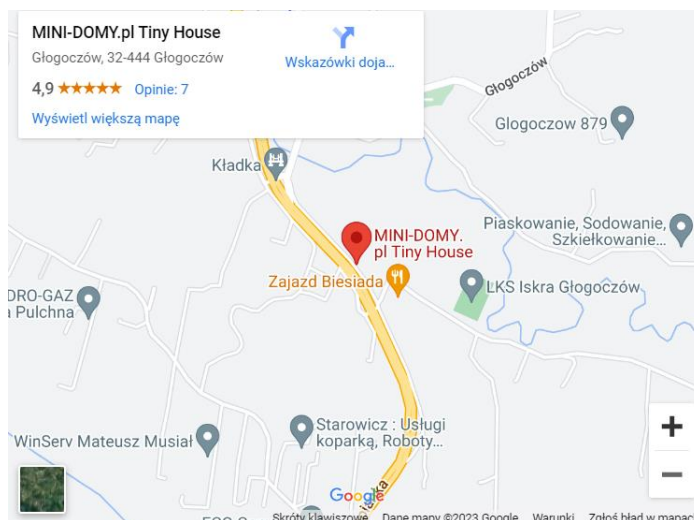 MINI-DOMY.pl Tiny House
Głogoczów, 32-444 Głogoczów
Wskazówki doja...
4,9
Opinie: 7
Wyświetl większą mapę
Głogoczów
Glogoczow 879
Kładka
MINI-DOMY.
pl Tiny House
Piaskowanie, Sodowanie,
Szkiełkowanie...
Zajazd Biesiada
LKS Iskra Głogoczów
DRO-GAZ
a Pulchna
Starowicz : Usługi
koparką, Roboty...
WinServ Mateusz Musiał
Google
Skróty klawiszowe
Dane mapy ©2023 Google
Warunki
Zgłoś błąd w mapach